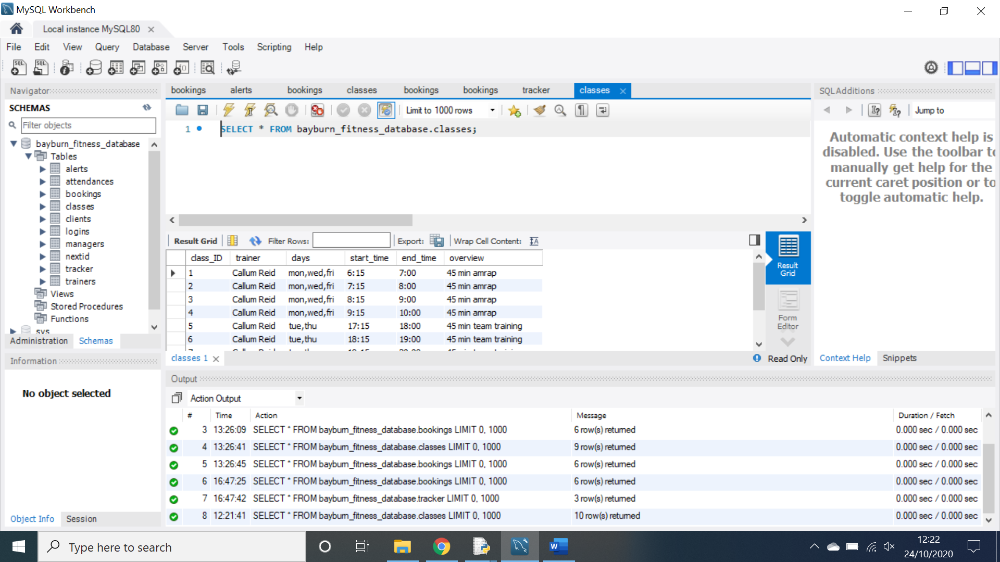 MySQL Workbench
Local instance MySQL80
File Edit View Query Database Server Tools Scripting Help
Navigator
SCHEMAS
Filter objects
bayburn_fitness_database
Tables
alerts
attendances
bookings
classes
clients
logins
managers
nextid
tracker
trainers
Views
Stored Procedures
Functions
sys
Administration Schemas
Information
No object selected
Object Info Session
bookings alerts bookings classes bookings bookings tracker classes
Limit to 1000 rows
1 SELECT * FROM bayburn_fitness_database.classes;
Result Grid Filter Rows: Export: Wrap Cell Content:
class_ID trainer days start_time end_time overview
1 Callum Reid mon,wed,fri 6:15 7:00 45 min amrap
2 Callum Reid mon,wed,fri 7:15 8:00 45 min amrap
3 Callum Reid mon,wed,fri 8:15 9:00 45 min amrap
4 Callum Reid mon,wed,fri 9:15 10:00 45 min amrap
5 Callum Reid tue,thu 17:15 18:00 45 min team training
6 Callum Reid tue,thu 18:15 19:00 45 min team training
Result
Grid
Form
Editor
classes 1
Read Only
SQLAdditions
Jump to
Automatic context help is
disabled. Use the toolbar to
manually get help for the
current caret position or to
toggle automatic help.
Context Help Snippets
Output
Action Output
# Time Action Message Duration / Fetch
3 13:26:09 SELECT * FROM bayburn_fitness_database.bookings LIMIT 0, 1000 6 row(s) returned 0.000 sec / 0.000 sec
4 13:26:41 SELECT * FROM bayburn_fitness_database.classes LIMIT 0, 1000 9 row(s) returned 0.000 sec / 0.000 sec
5 13:26:45 SELECT * FROM bayburn_fitness_database.bookings LIMIT 0, 1000 6 row(s) returned 0.000 sec / 0.000 sec
6 16:47:25 SELECT * FROM bayburn_fitness_database.bookings LIMIT 0, 1000 6 row(s) returned 0.000 sec / 0.000 sec
7 16:47:42 SELECT * FROM bayburn_fitness_database.tracker LIMIT 0, 1000 3 row(s) returned 0.000 sec / 0.000 sec
8 12:21:41 SELECT * FROM bayburn_fitness_database.classes LIMIT 0, 1000 10 row(s) returned 0.000 sec / 0.000 sec
Type here to search
12:22
24/10/2020